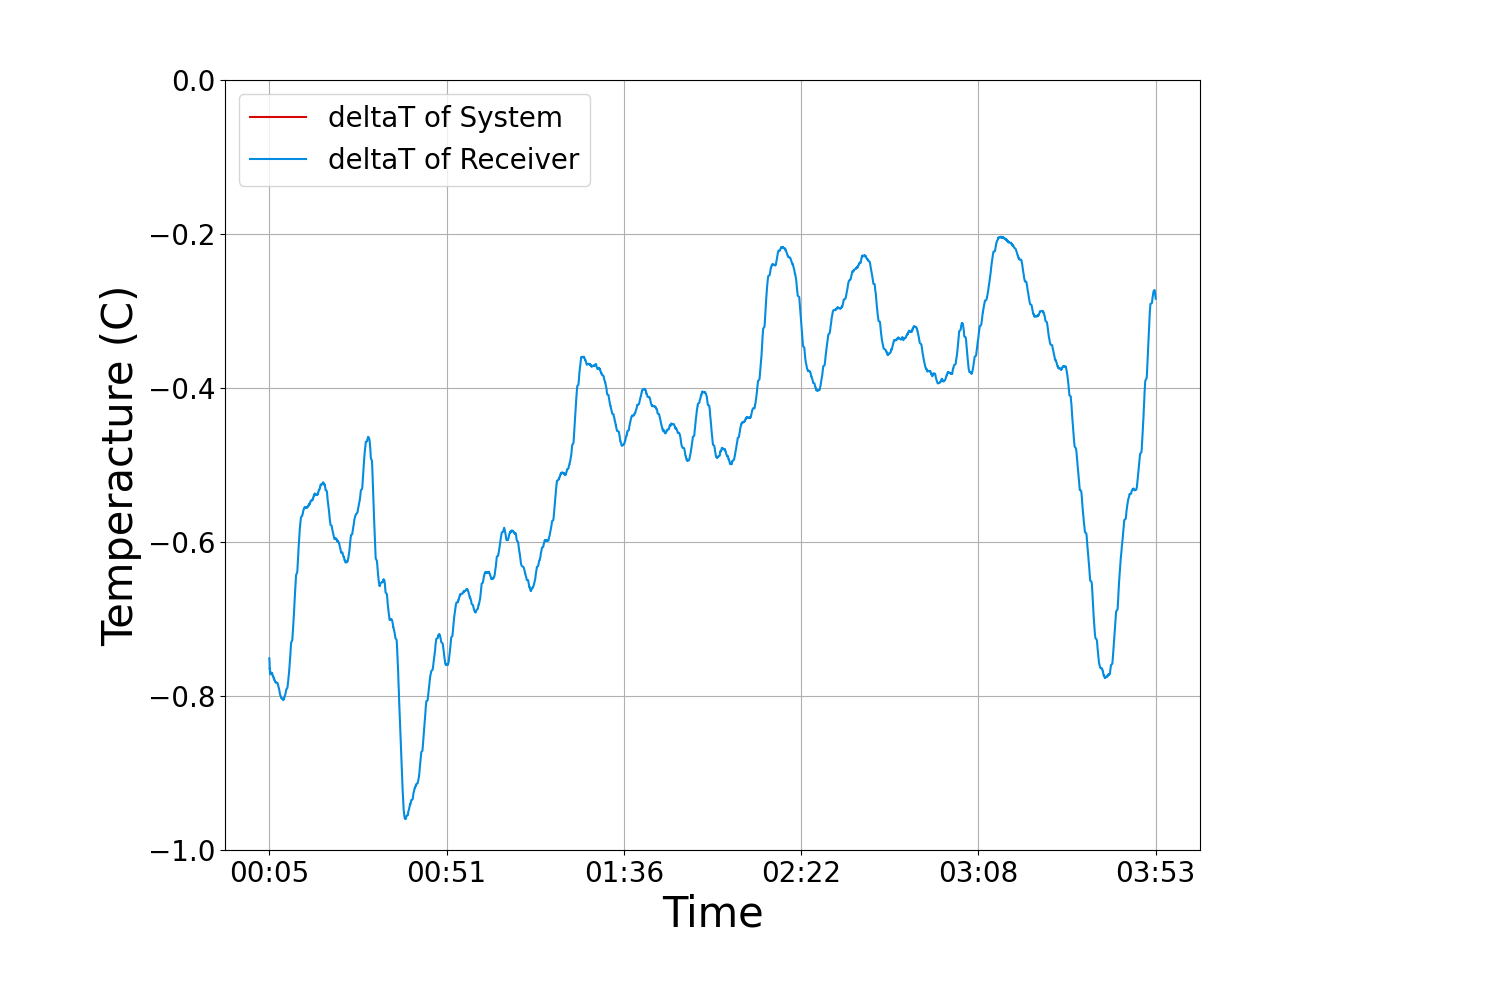 0.0
deltaT of System
deltaT of Receiver
−0.2
−0.4
−0.6
−0.8
−1.0
Temperacture (C)
00:05 00:51 01:36 02:22 03:08 03:53
Time